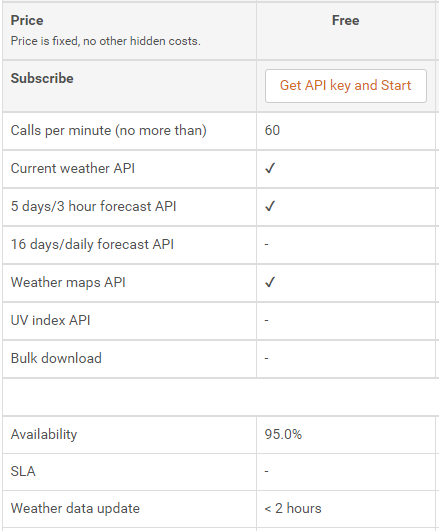 Price Free
Price is fixed, no other hidden costs.
Subscribe Get API key and Start
Calls per minute (no more than) 60
Current weather API ✓
5 days/3 hour forecast API ✓
16 days/daily forecast API -
Weather maps API ✓
UV index API -
Bulk download -
Availability 95.0%
SLA -
Weather data update < 2 hours